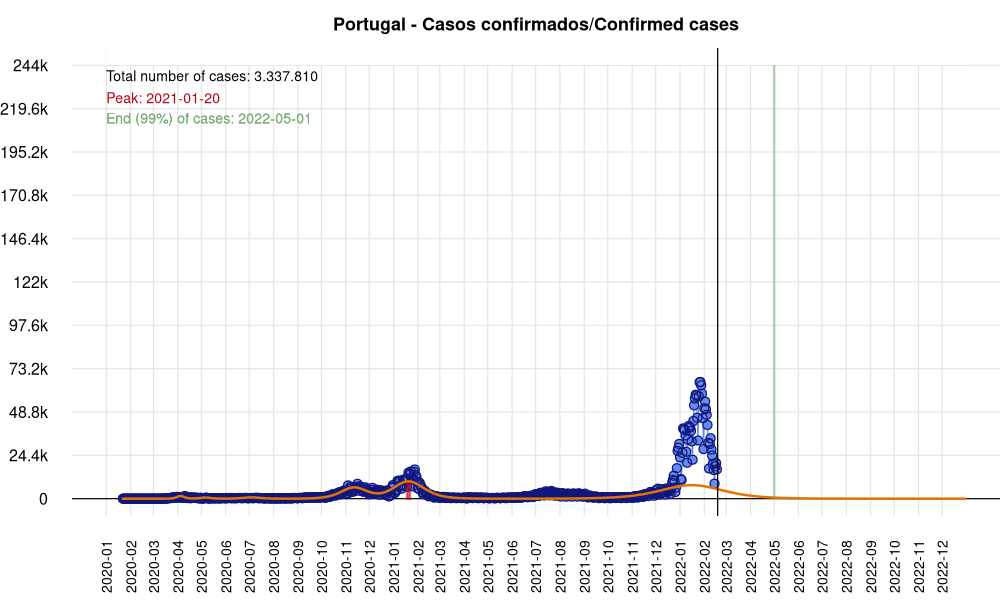 Portugal - Casos confirmados/Confirmed cases
244k
Total number of cases: 3.337.810
Peak: 2021-01-20
219.6k
End (99%) of cases: 2022-05-01
195.2k
170.8k
146.4k
122k
97.6k
73.2k
48.8k
24.4k
0
2020-01
2020-02
2020-03
2020-04
2020-05
2020-06
2020-07
2020-08
2020-09
2020-10
2020-11
2020-12
2021-01
2021-02
2021-03
2021-04
2021-05
2021-06
2021-07
2021-08
2021-09
2021-10
2021-11
2021-12
2022-01
2022-02
2022-03
2022-04
2022-05
2022-06
2022-07
2022-08
2022-09
2022-10
2022-11
2022-12